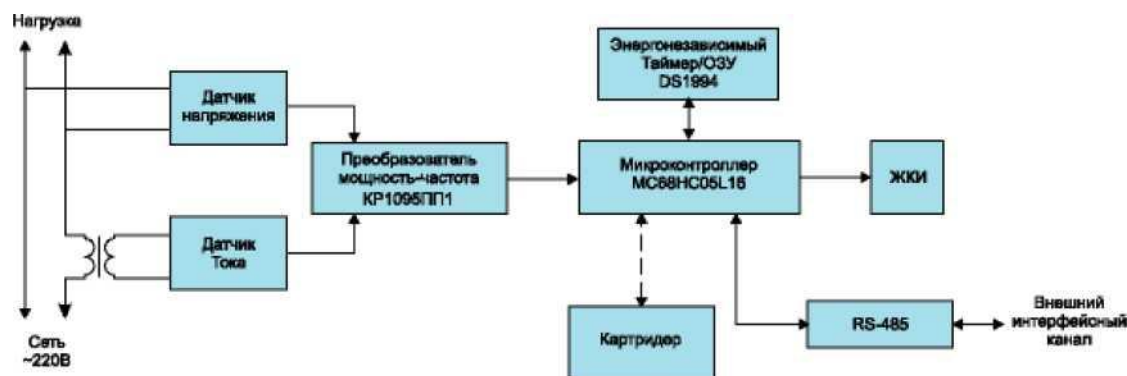 Нагрузка
Датчик
напряжения
Датчик
Тока
Сеть
~220В
Преобразователь
мощность-частота
КР1095ПП1
Энергонезависимый
Таймер/ОЗУ
DS1994
Микроконтроллер
MC68HC05L16
ЖКИ
Картридер
RS-485
Внешний
интерфейсный
канал